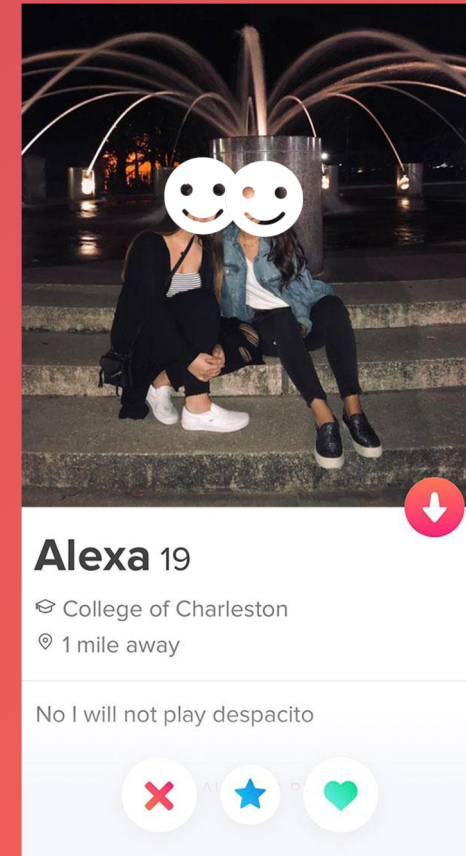 Alexa 19
College of Charleston
1 mile away
No I will not play despacito